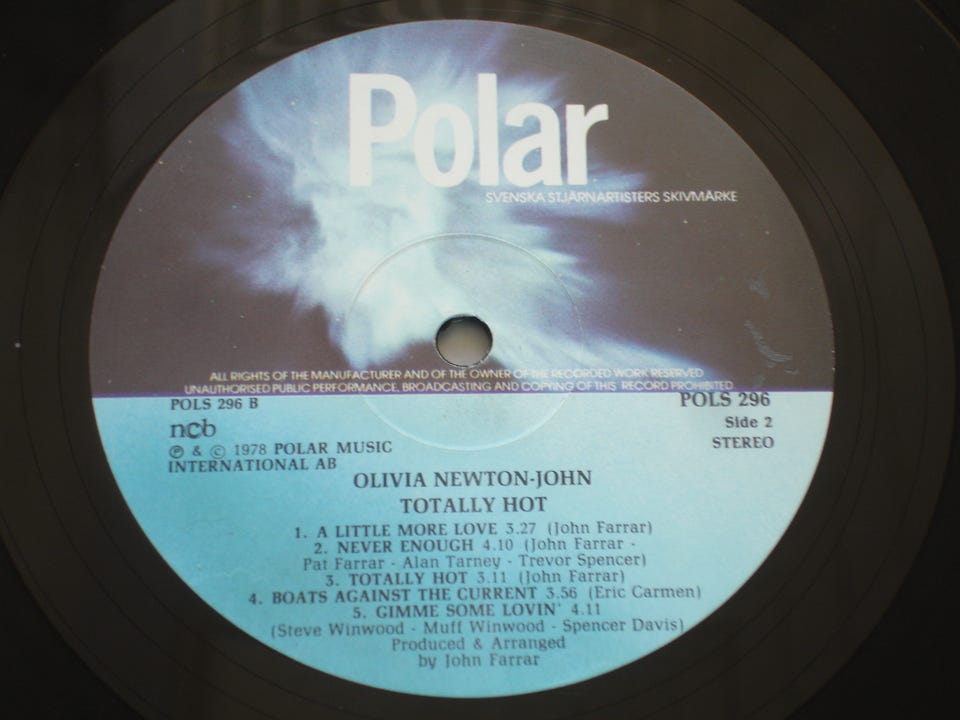 Polar
SVENSKA STJÄRNARTISTERS SKIVMÄRKE
ALL RIGHTS OF THE MANUFACTURER AND OF THE OWNER OF THE RECORDED WORK RESERVED
UNAUTHORISED PUBLIC PERFORMANCE, BROADCASTING AND COPYING OF THIS RECORD PROHIBITED
POLS 296 B
POLS 296
ncb
Side 2
℗ & © 1978 POLAR MUSIC
STEREO
INTERNATIONAL AB
OLIVIA NEWTON-JOHN
TOTALLY HOT
1. A LITTLE MORE LOVE 3.27 (John Farrar)
2. NEVER ENOUGH 4.10 (John Farrar -
Pat Farrar - Alan Tarney - Trevor Spencer)
3. TOTALLY HOT 3.11 (John Farrar)
4. BOATS AGAINST THE CURRENT 3.56 (Eric Carmen)
5. GIMME SOME LOVIN' 4.11
(Steve Winwood - Muff Winwood - Spencer Davis)
Produced & Arranged
by John Farrar